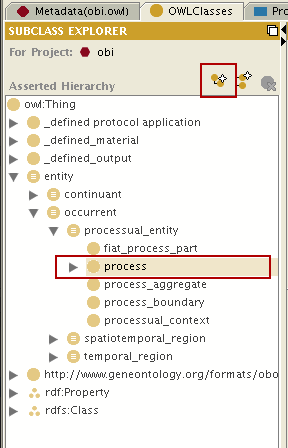 Metadata(obi.owl) OWLClasses Pro
SUBCLASS EXPLORER
For Project: obi
Asserted Hierarchy
owl:Thing
_defined protocol application
_defined_material
_defined_output
entity
continuant
occurrent
processual_entity
fiat_process_part
process
process_aggregate
process_boundary
processual_context
spatiotemporal_region
temporal_region
http://www.geneontology.org/formats/obo
rdf:Property
rdfs:Class